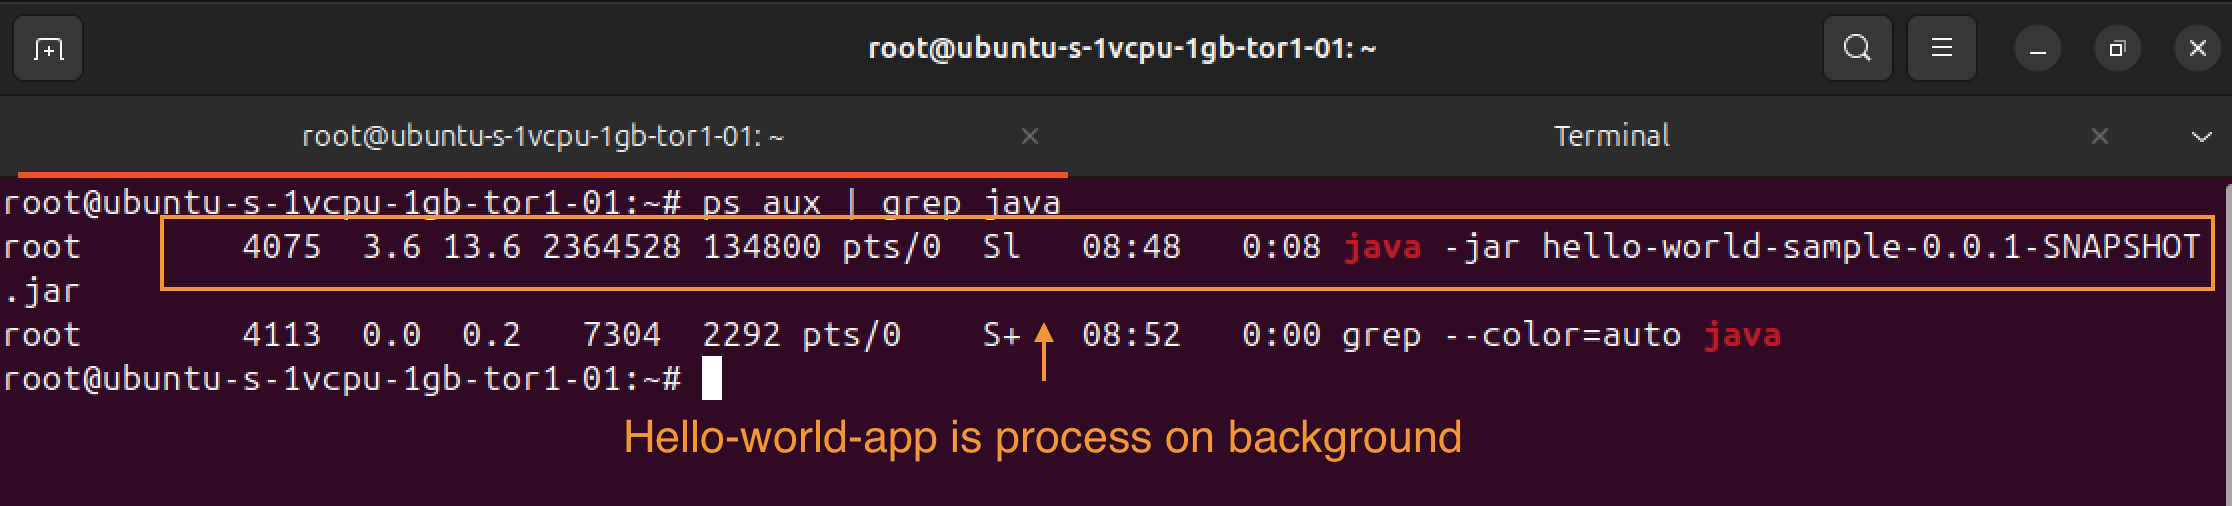 root@ubuntu-s-1vcpu-1gb-tor1-01: ~
root@ubuntu-s-1vcpu-1gb-tor1-01: ~
Terminal
root@ubuntu-s-1vcpu-1gb-tor1-01:~# ps aux | grep java
root        4075  3.6 13.6 2364528 134800 pts/0  Sl   08:48   0:08 java -jar hello-world-sample-0.0.1-SNAPSHOT
.jar
root        4113  0.0  0.2   7304  2292 pts/0    S+   08:52   0:00 grep --color=auto java
root@ubuntu-s-1vcpu-1gb-tor1-01:~#
Hello-world-app is process on background